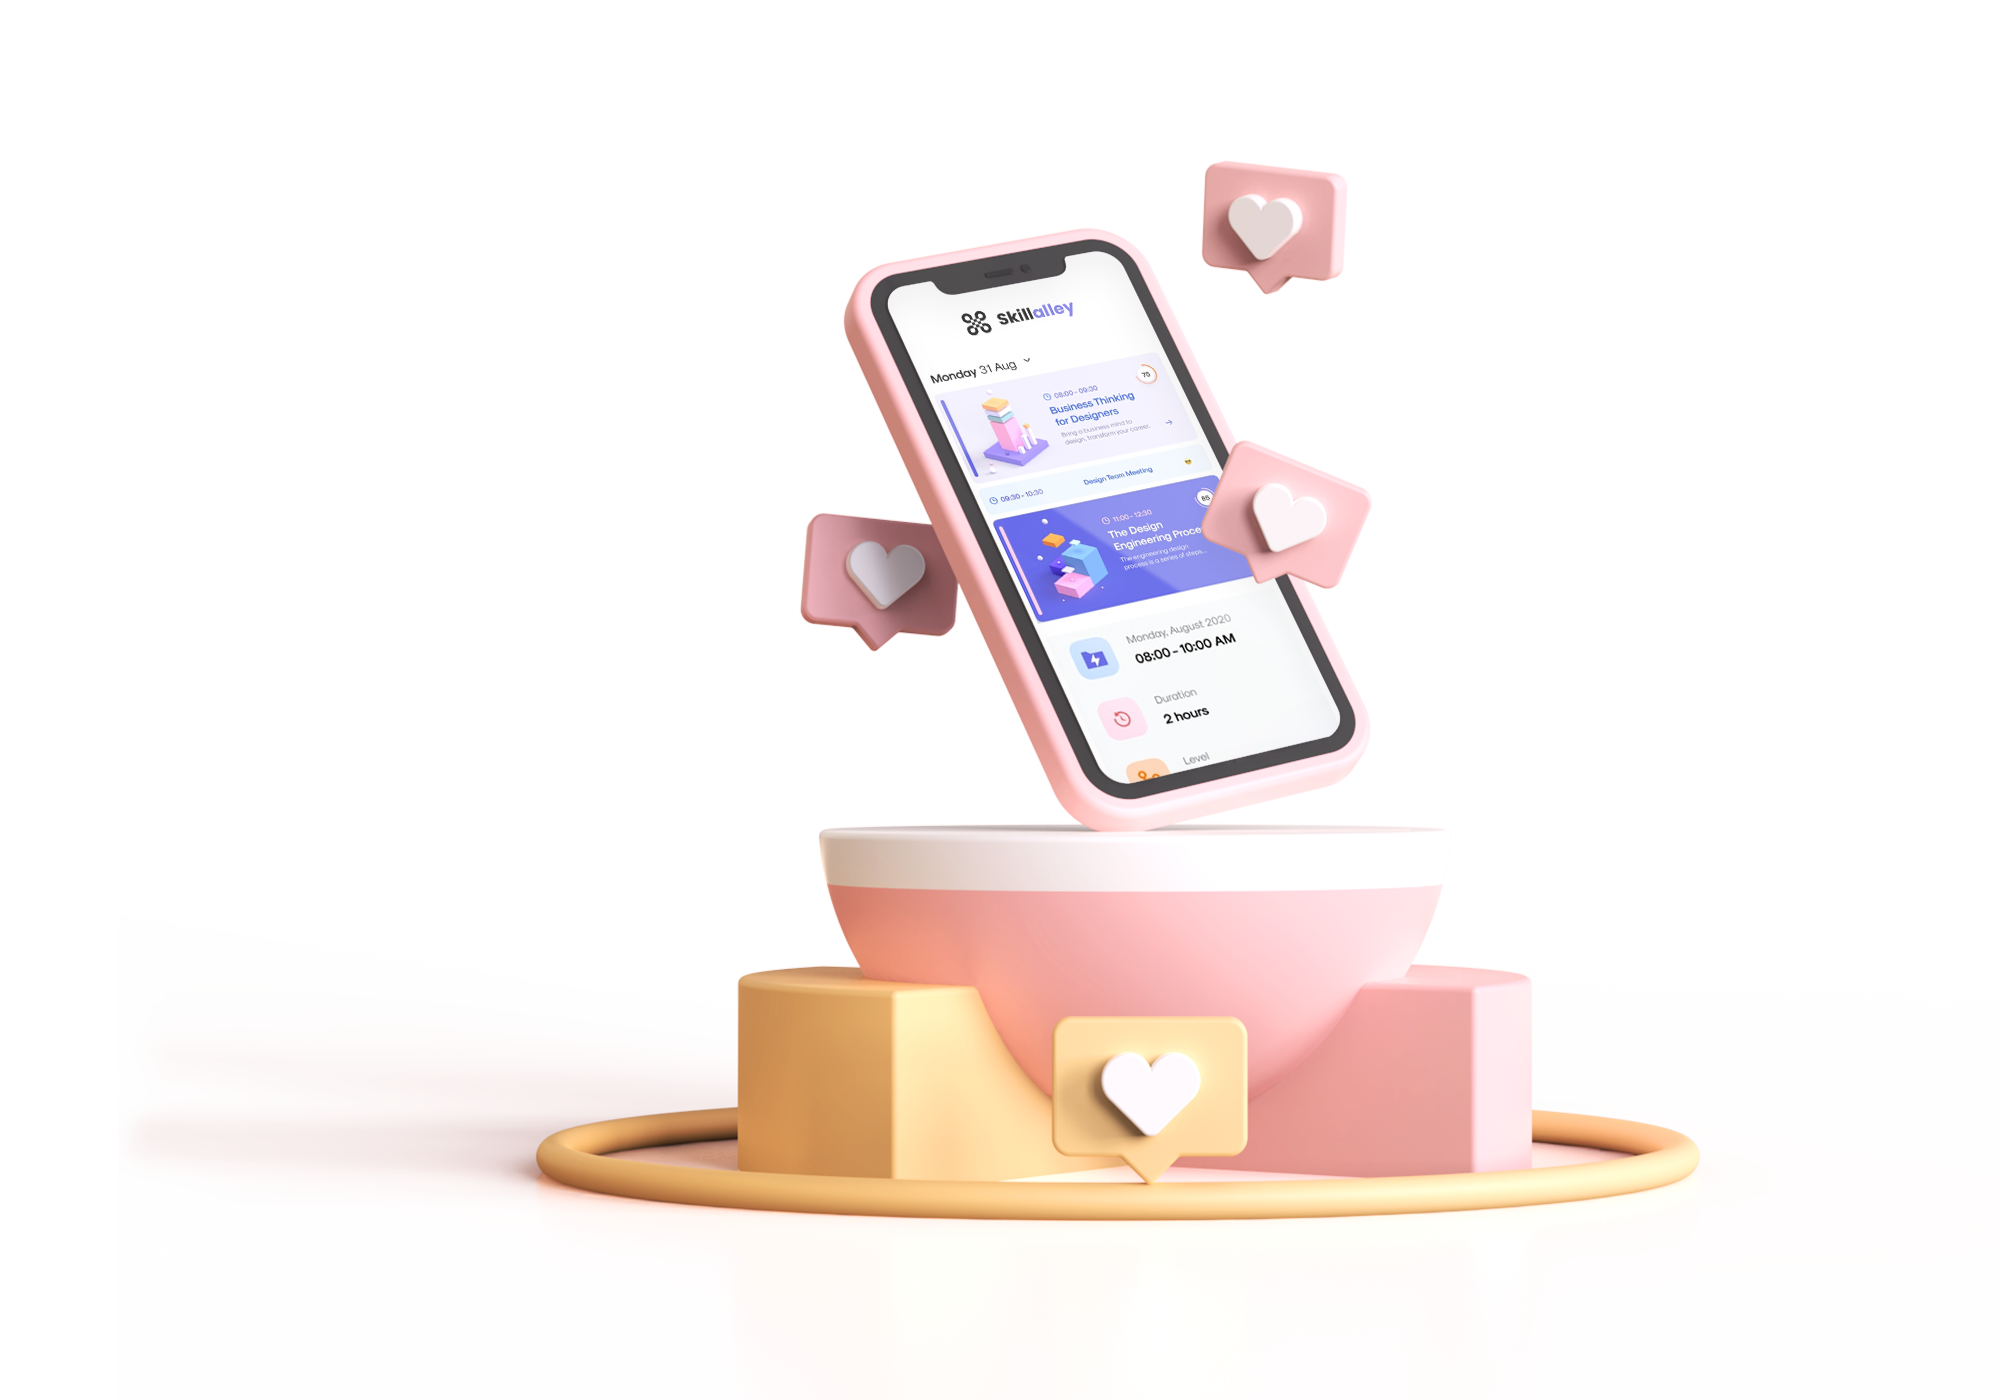 Skillalley
Monday 31 Aug
75
08:00 - 09:30
Business Thinking
for Designers
Bring a business mind to
design, transform your career.
09:30 - 10:30
Design Team Meeting
85
11:00 - 12:30
The Design
Engineering Proce
The engineering design
process is a series of steps...
Monday, August 2020
08:00 - 10:00 AM
Duration
2 hours
Level